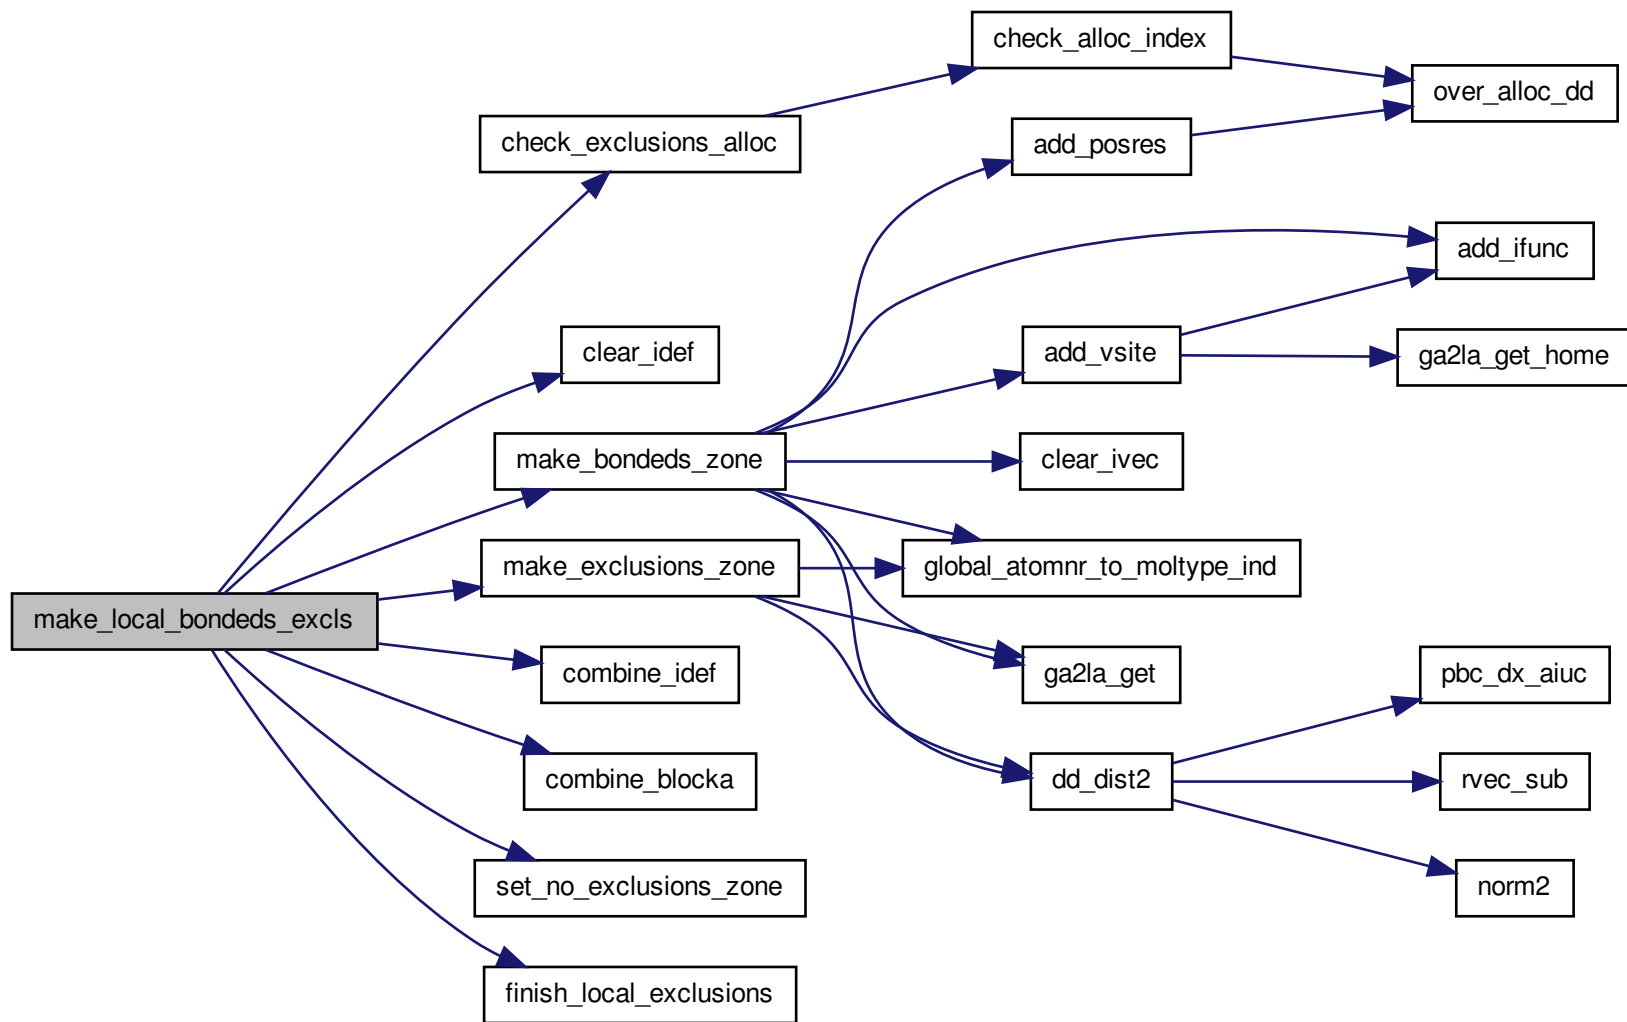 check_alloc_index
over_alloc_dd
check_exclusions_alloc
add_posres
add_ifunc
clear_idef
add_vsite
ga2la_get_home
make_bondeds_zone
clear_ivec
make_exclusions_zone
global_atomnr_to_moltype_ind
make_local_bondeds_excls
combine_idef
ga2la_get
pbc_dx_aiuc
combine_blocka
dd_dist2
rvec_sub
set_no_exclusions_zone
norm2
finish_local_exclusions